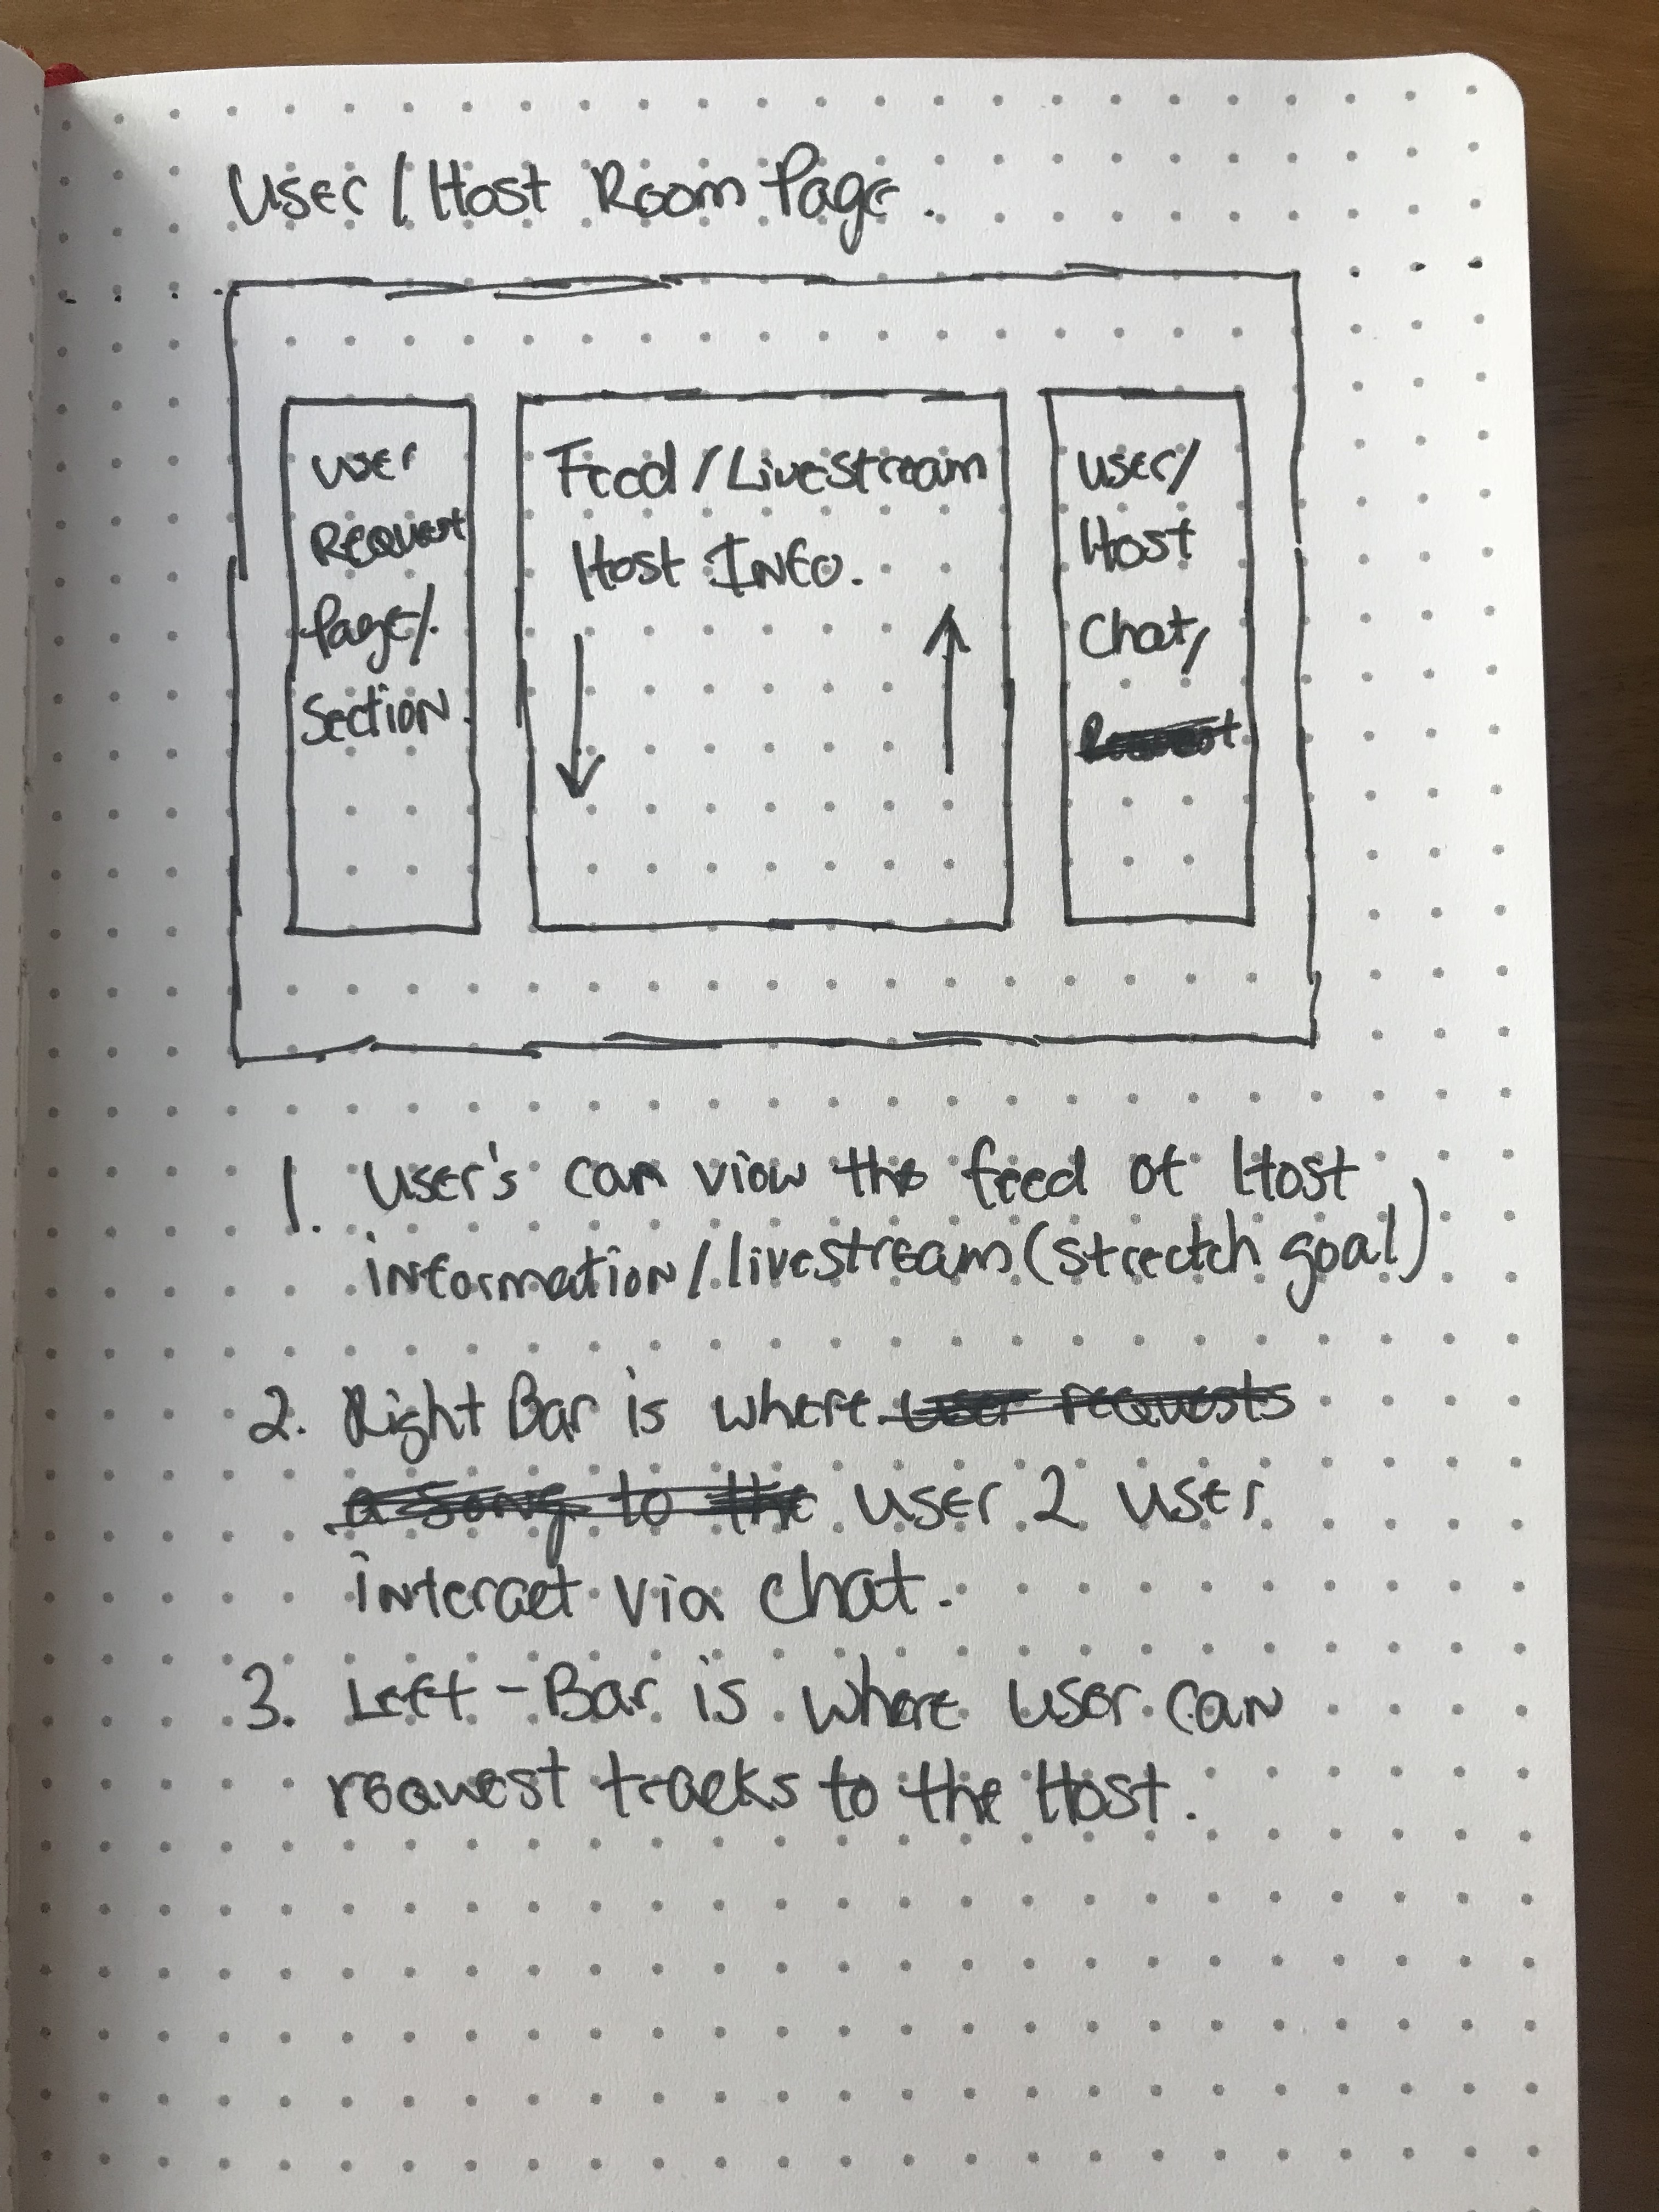 User / Host Room Page.
User
Request
Page/
Section.
Feed / Livestream
Host Info.
User/
Host
Chat/
Request
1. User's can view the feed of Host
information/livestream (stretch goal)
2. Right Bar is where user requests
a song to the user 2 user
interact via chat.
3. Left-Bar is where user can
request tracks to the Host.